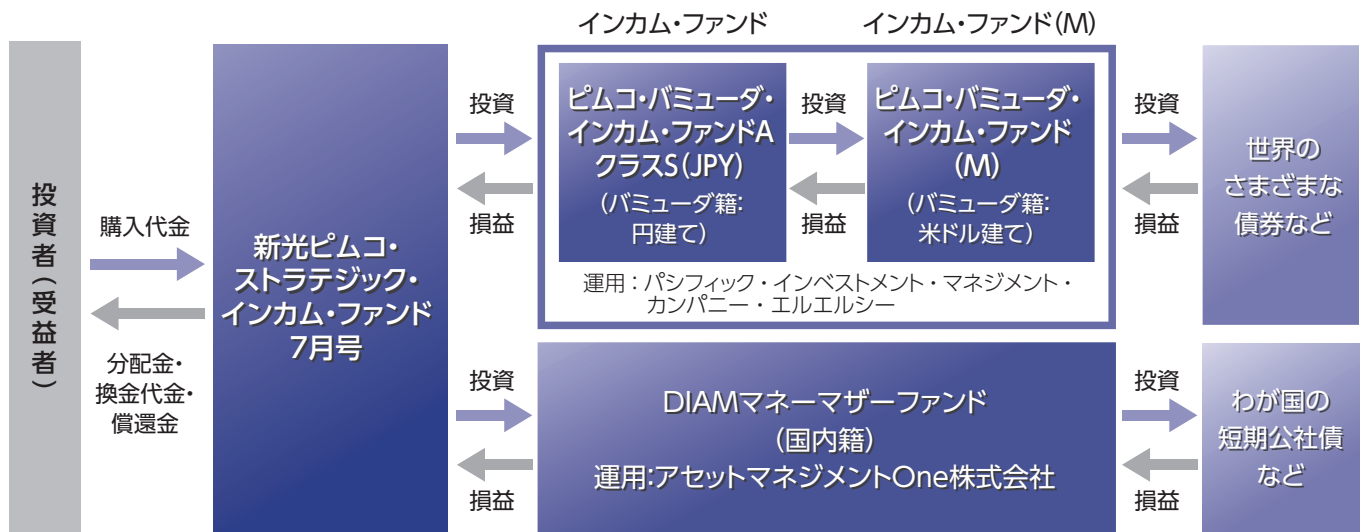 投資者（受益者）
購入代金
分配金・
換金代金・
償還金
新光ピムコ・
ストラテジック・
インカム・ファンド
7月号
投資
損益
インカム・ファンド
インカム・ファンド（M）
ピムコ・バミューダ・
インカム・ファンドA
クラスS（JPY）
（バミューダ籍：
円建て）
投資
損益
ピムコ・バミューダ・
インカム・ファンド
（M）
（バミューダ籍：
米ドル建て）
運用：パシフィック・インベストメント・マネジメント・
カンパニー・エルエルシー
投資
損益
世界の
さまざまな
債券など
投資
損益
DIAMマネーマザーファンド
（国内籍）
運用:アセットマネジメントOne株式会社
投資
損益
わが国の
短期公社債
など